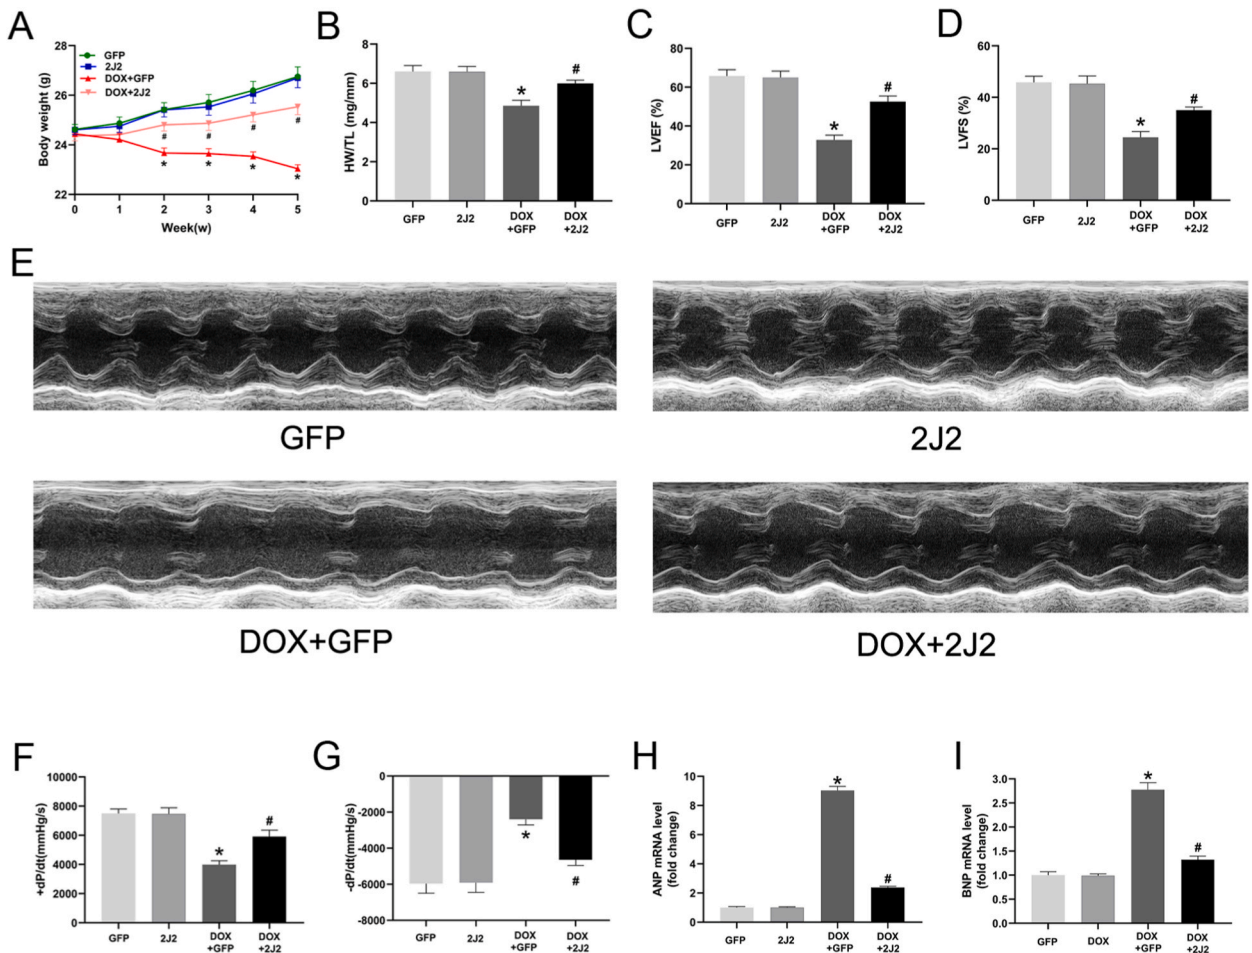 A
Body weight (g)
28
26
24
22
0 1 2 3 4 5
Week(w)
GFP
2J2
DOX+GFP
DOX+2J2
# # # #
* * * *
B
HW/TL (mg/mm)
8
6
4
2
0
* #
GFP 2J2 DOX +GFP DOX +2J2
C
LVEF (%)
80
60
40
20
0
* #
GFP 2J2 DOX +GFP DOX +2J2
D
LVFS (%)
60
40
20
0
* #
GFP 2J2 DOX +GFP DOX +2J2
E
GFP
2J2
DOX+GFP
DOX+2J2
F
+dP/dt(mmHg/s)
10000
8000
6000
4000
2000
0
* #
GFP 2J2 DOX +GFP DOX +2J2
G
-dP/dt(mmHg/s)
0
-2000
-4000
-6000
-8000
* #
GFP 2J2 DOX +GFP DOX +2J2
H
ANP mRNA level
(fold change)
10
8
6
4
2
0
* #
GFP 2J2 DOX +GFP DOX +2J2
I
BNP mRNA level
(fold change)
3.0
2.5
2.0
1.5
1.0
0.5
0.0
* #
GFP DOX DOX +GFP DOX +2J2